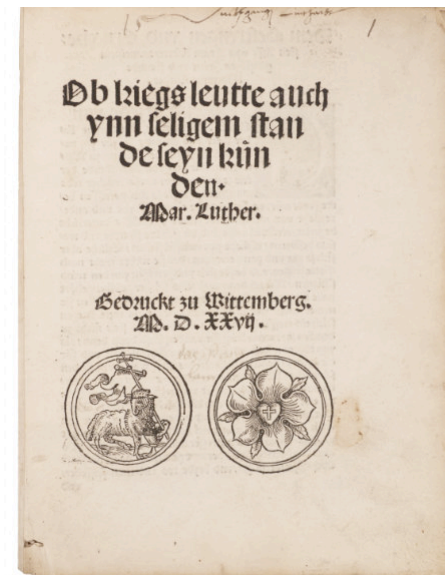 Ob kriegs leutte auch
ynn seligem stan
de seyn kün
den.
Mar. Luther.
Gedruckt zu Wittemberg.
M. D. XXvij.